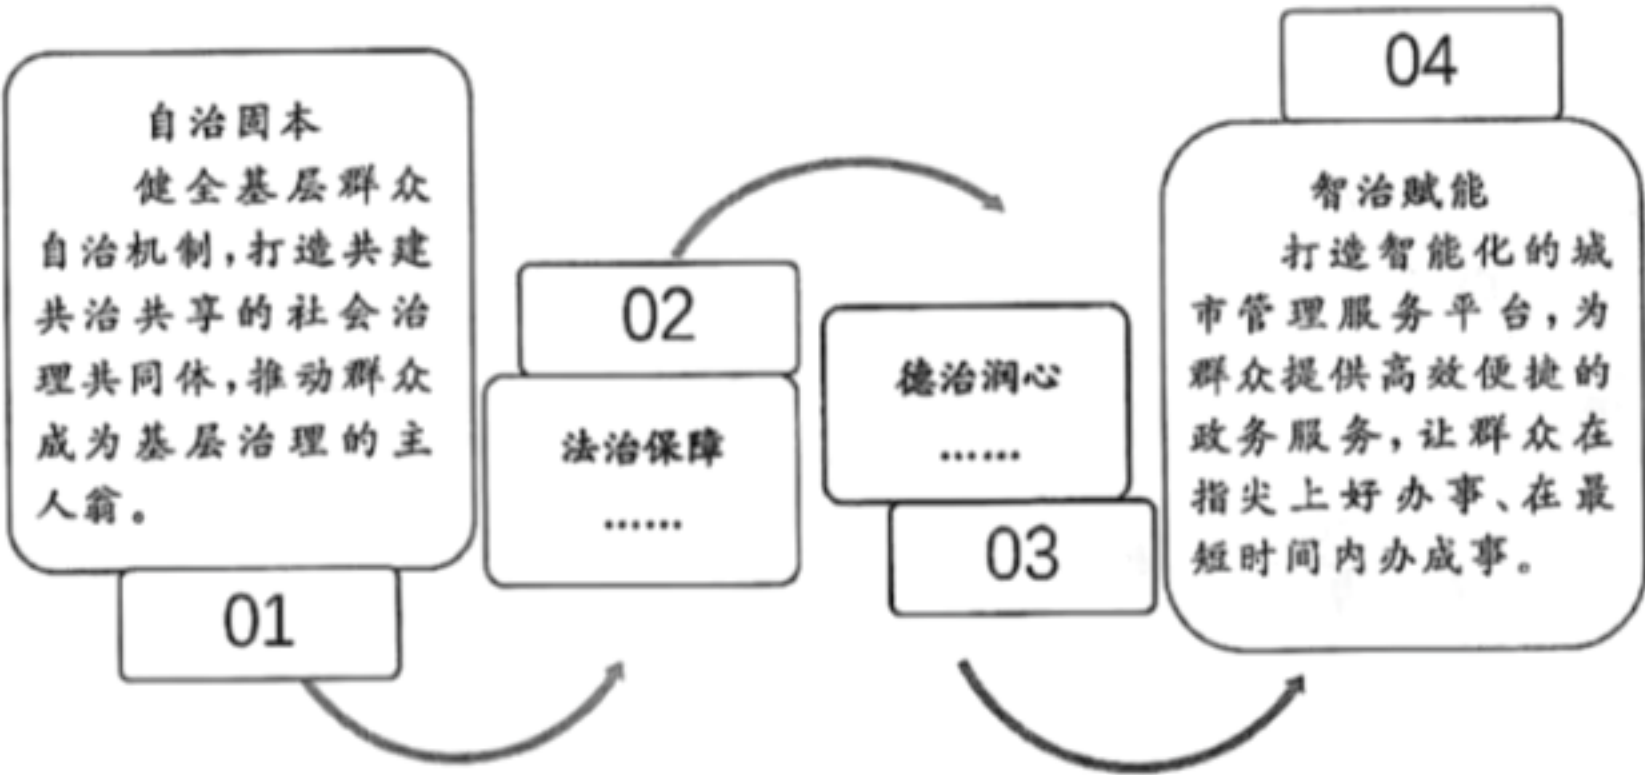 自治固本
健全基层群众
自治机制,打造共建
共治共享的社会治
理共同体,推动群众
成为基层治理的主
人翁。
01
02
法治保障
……
德治润心
……
03
04
智治赋能
打造智能化的城
市管理服务平台,为
群众提供高效便捷的
政务服务,让群众在
指尖上好办事、在最
短时间内办成事。